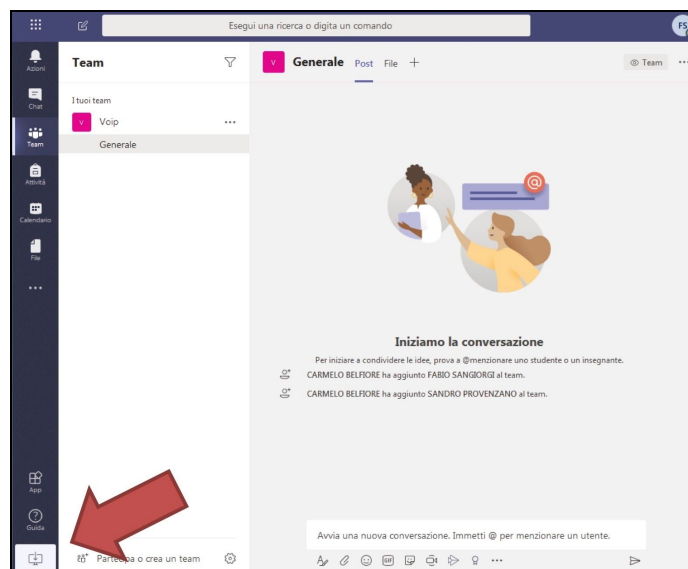 Esegui una ricerca o digita un comando
FS
Azioni
Chat
Team
Attività
Calendario
File
App
Guida
Team
I tuoi team
V Voip
Generale
Partecipa o crea un team
V Generale Post File +
Team
@
Iniziamo la conversazione
Per iniziare a condividere le idee, prova a @menzionare uno studente o un insegnante.
CARMELO BELFIORE ha aggiunto FABIO SANGIORGI al team.
CARMELO BELFIORE ha aggiunto SANDRO PROVENZANO al team.
Avvia una nuova conversazione. Immetti @ per menzionare un utente.
GIF